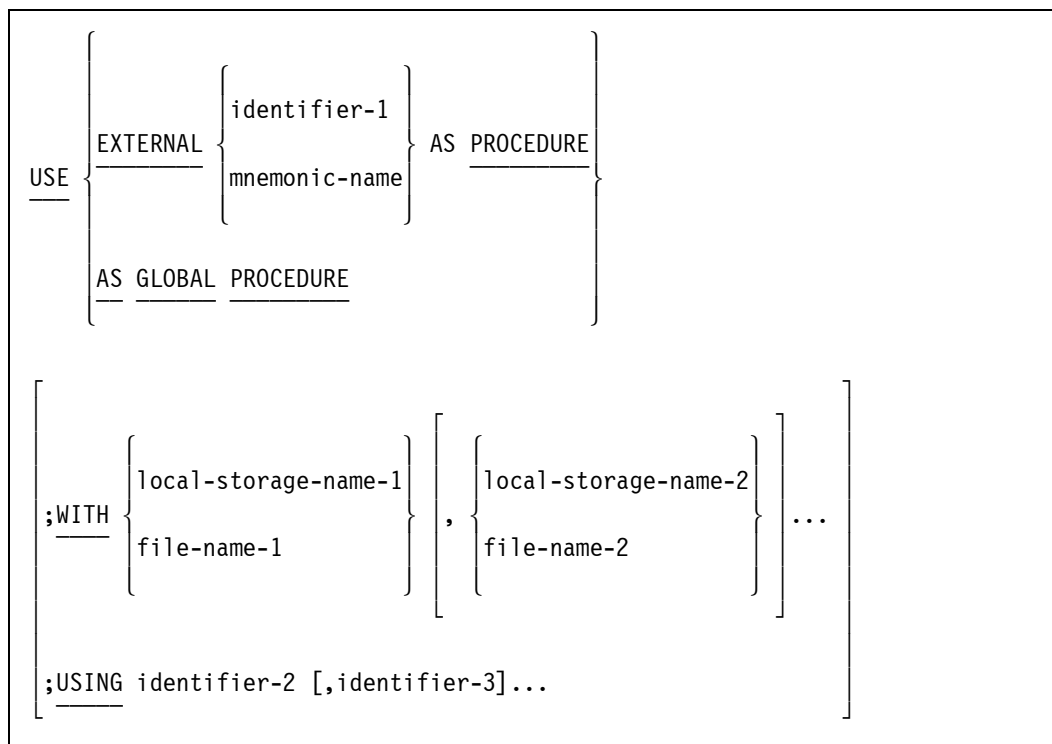 identifier-1
EXTERNAL AS PROCEDURE
USE mnemonic-name
AS GLOBAL PROCEDURE
local-storage-name-1 local-storage-name-2
;WITH , ...
file-name-1 file-name-2
;USING identifier-2 [,identifier-3]...